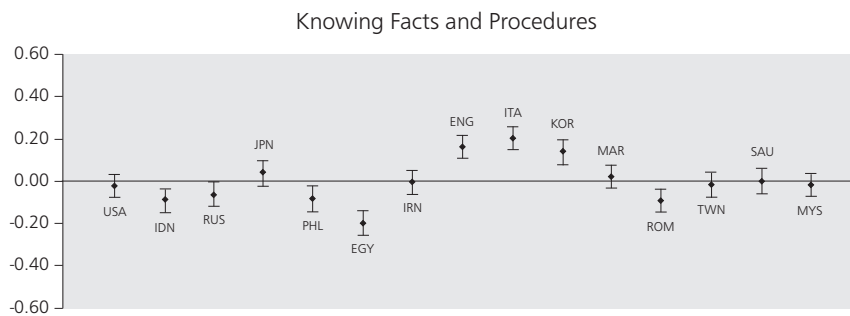 Knowing Facts and Procedures
0.60
0.40
0.20
0.00
-0.20
-0.40
-0.60
USA
IDN
RUS
JPN
PHL
EGY
IRN
ENG
ITA
KOR
MAR
ROM
TWN
SAU
MYS